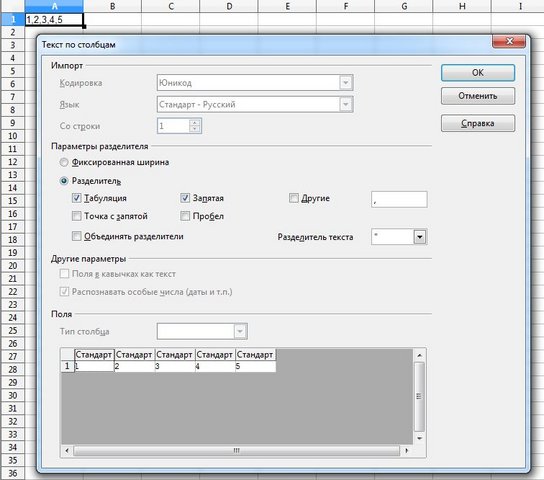 A B C D E F G H I
1 1,2,3,4,5
2
3
4
5
6
7
8
9
10
11
12
13
14
15
16
17
18
19
20
21
22
23
24
25
26
27
28
29
30
31
32
33
34
35
36
Текст по столбцам
Импорт
Кодировка Юникод
Язык Стандарт - Русский
Со строки 1
OK
Отменить
Справка
Параметры разделителя
Фиксированная ширина
Разделитель
Табуляция Запятая Другие ,
Точка с запятой Пробел
Объединять разделители Разделитель текста "
Другие параметры
Поля в кавычках как текст
Распознавать особые числа (даты и т.п.)
Поля
Тип столбца
Стандарт Стандарт Стандарт Стандарт Стандарт
1 1 2 3 4 5